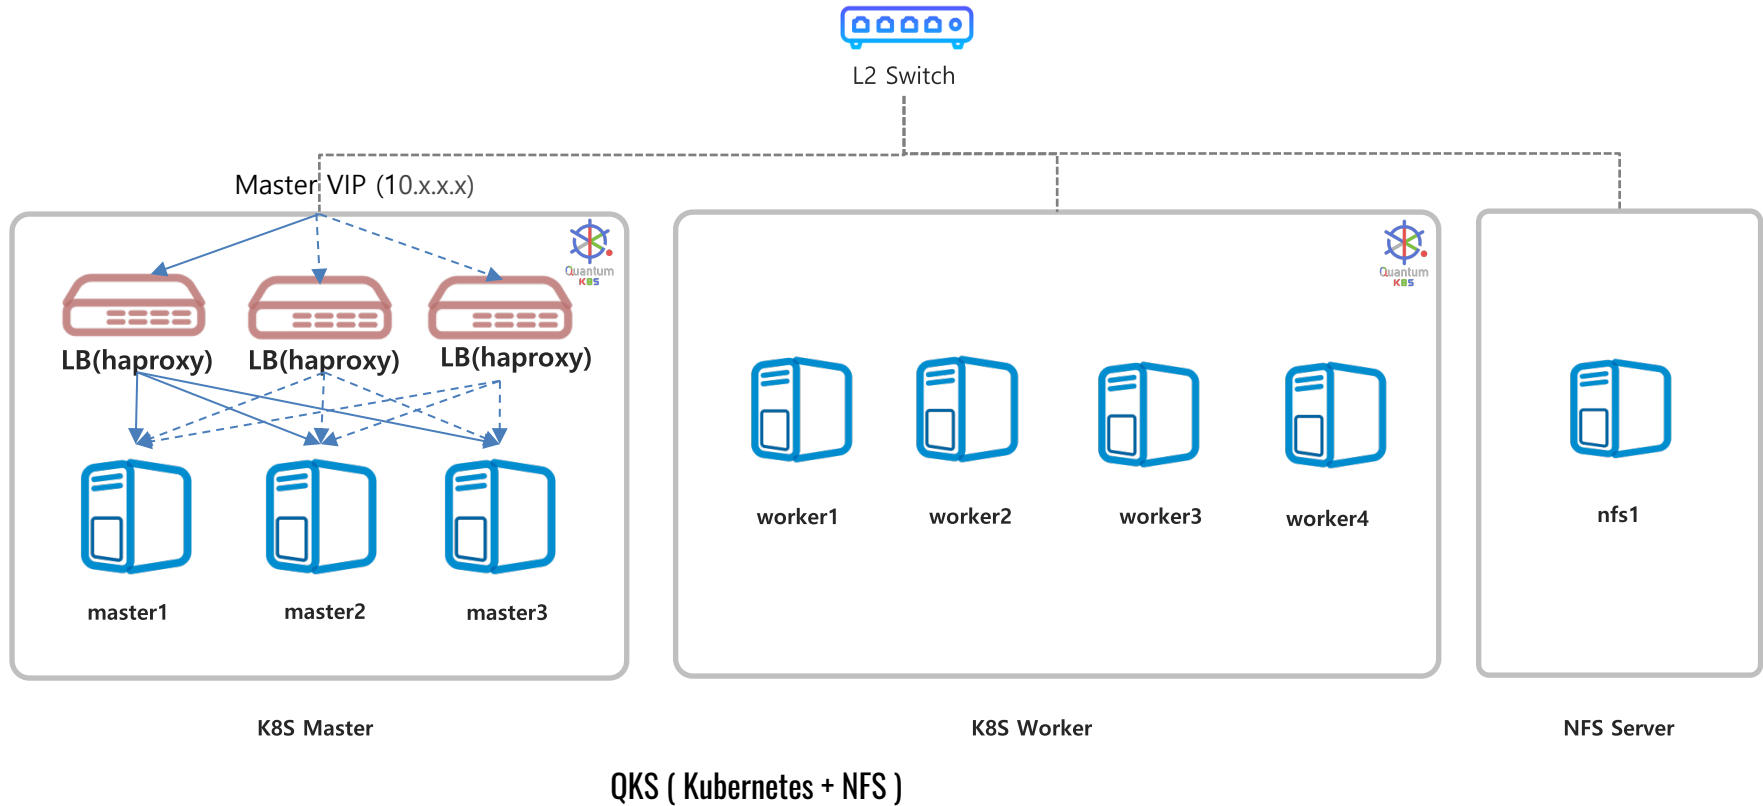 L2 Switch
Master VIP (10.x.x.x)
Quantum
K8S
Quantum
K8S
LB(haproxy)
LB(haproxy)
LB(haproxy)
worker1
worker2
worker3
worker4
nfs1
master1
master2
master3
K8S Master
K8S Worker
NFS Server
QKS ( Kubernetes + NFS )